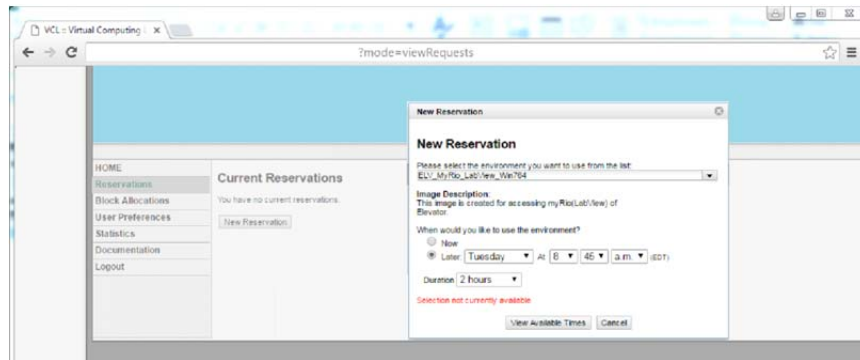 VCL :: Virtual Computing L
?mode=viewRequests
HOME
Reservations
Block Allocations
User Preferences
Statistics
Documentation
Logout
Current Reservations
You have no current reservations.
New Reservation
New Reservation
New Reservation
Please select the environment you want to use from the list:
ELV_MyRio_LabView_Win764
Image Description:
This image is created for accessing myRio(LabView) of
Elevator.
When would you like to use the environment?
Now
Later: Tuesday At 8 45 a.m. (EDT)
Duration 2 hours
Selection not currently available
View Available Times Cancel